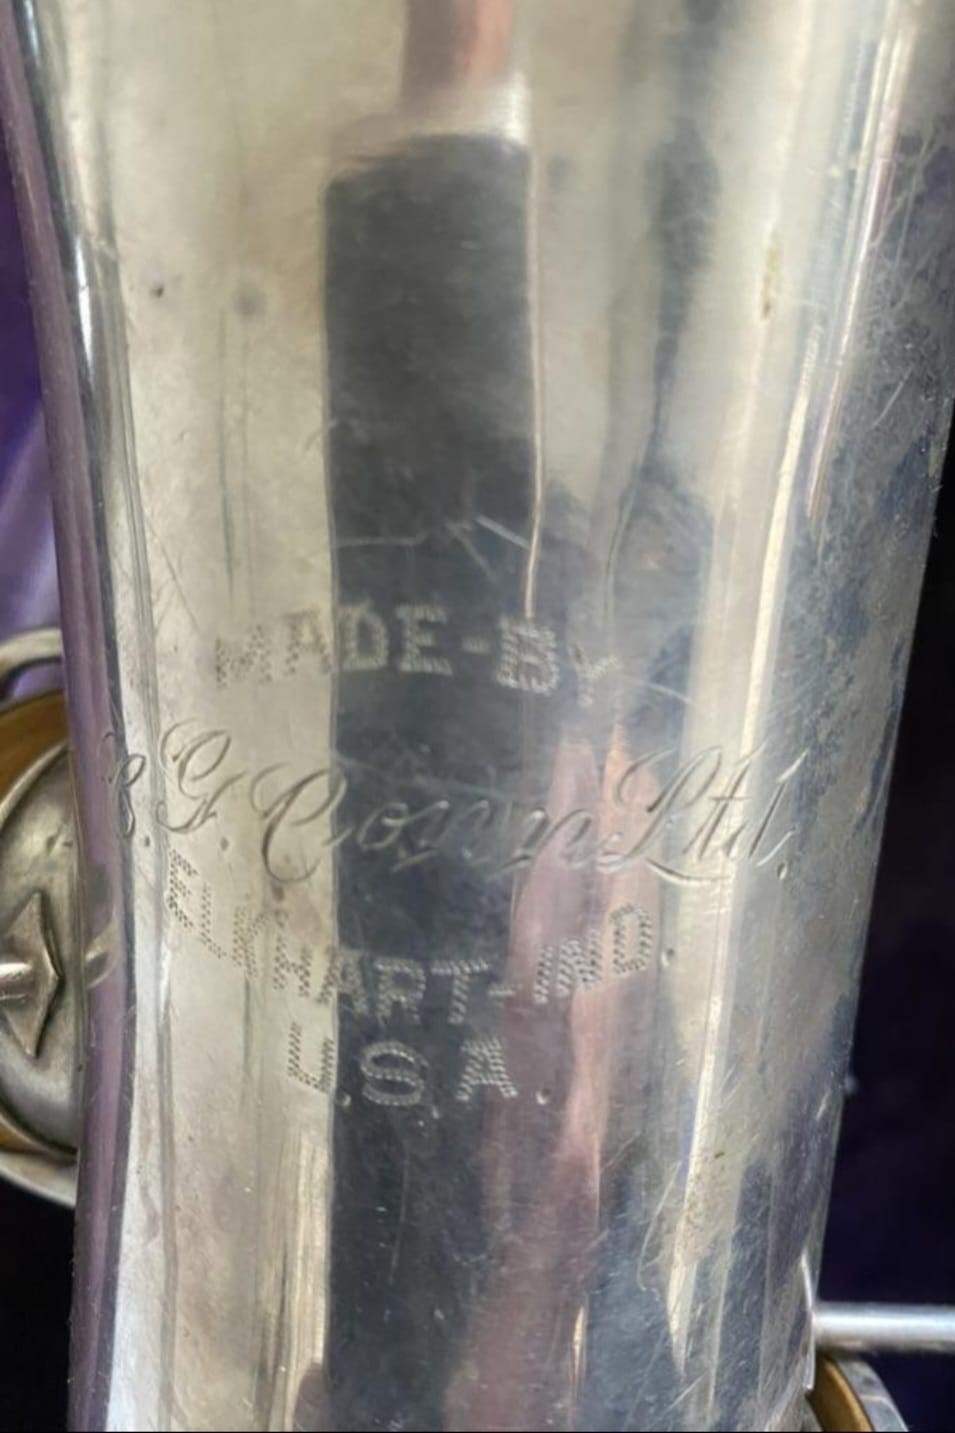 MADE-BY
C.G. Conn Ltd.
ELKHART-IND.
U.S.A.